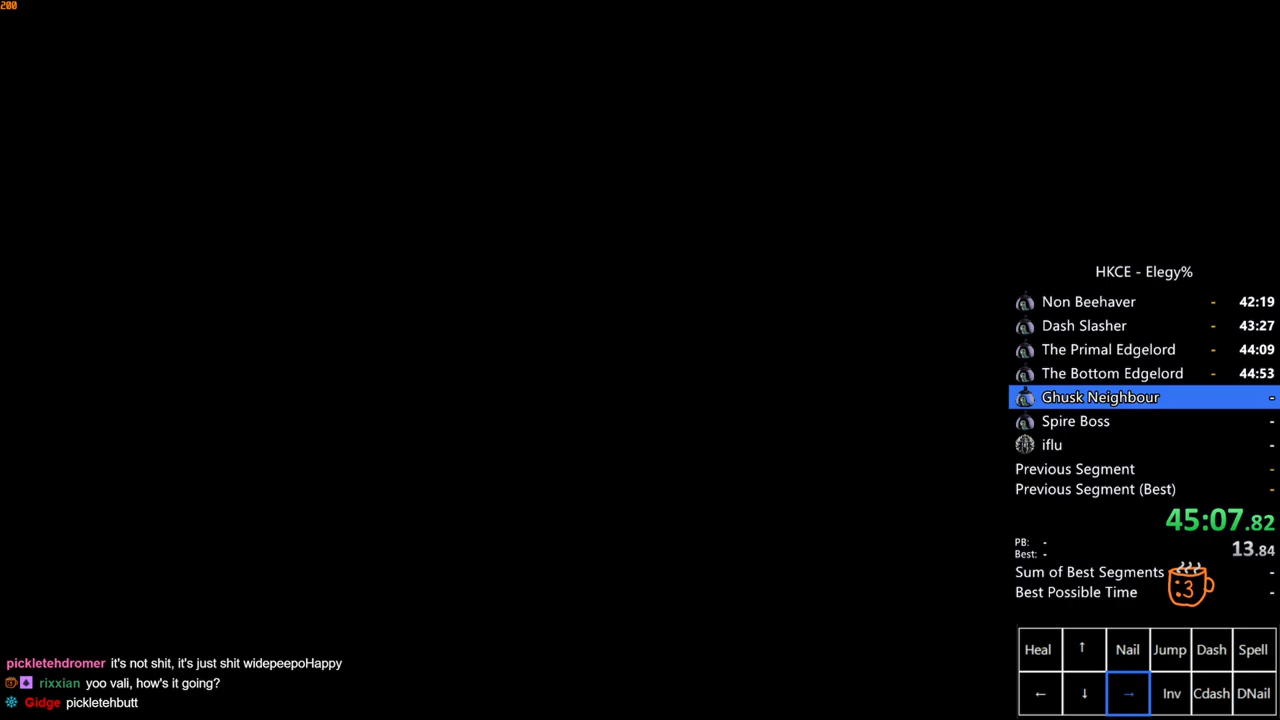 200
HKCE - Elegy%
Non Beehaver - 42:19
Dash Slasher - 43:27
The Primal Edgelord - 44:09
The Bottom Edgelord - 44:53
Ghusk Neighbour -
Spire Boss -
iflu -
Previous Segment -
Previous Segment (Best) -
45:07.82
PB: -
Best: -
13.84
Sum of Best Segments -
Best Possible Time -
:3
Heal ↑ Nail Jump Dash Spell
← ↓ → Inv Cdash DNail
pickletehdromer it's not shit, it's just shit widepeepoHappy
rixxian yoo vali, how's it going?
Gidge pickletehbutt